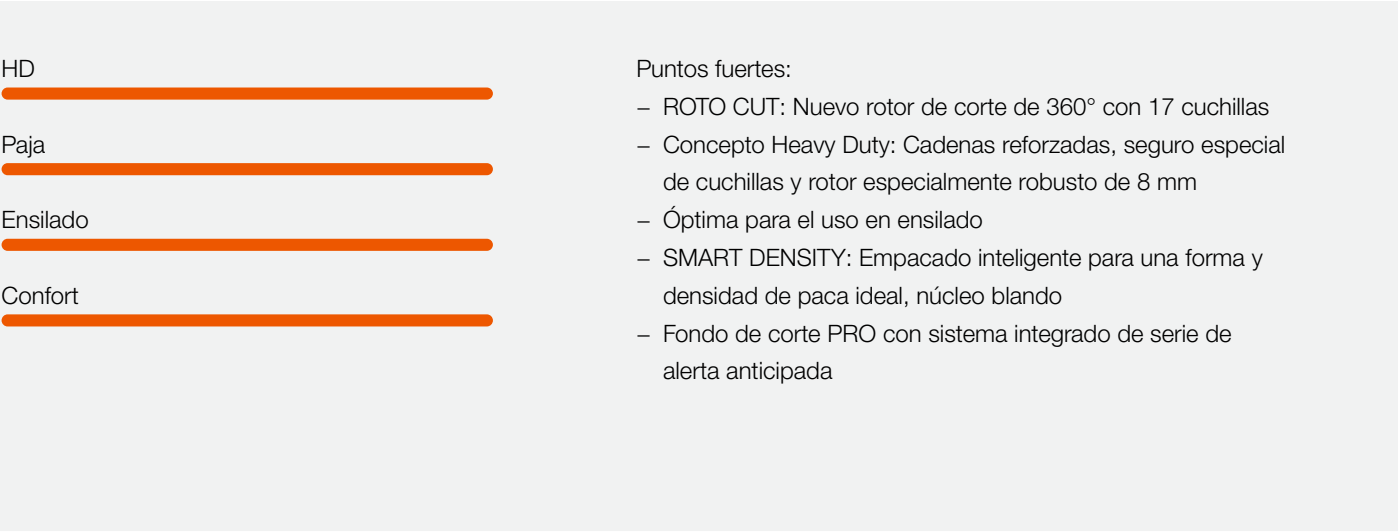 HD
Paja
Ensilado
Confort
Puntos fuertes:
– ROTO CUT: Nuevo rotor de corte de 360° con 17 cuchillas
– Concepto Heavy Duty: Cadenas reforzadas, seguro especial
de cuchillas y rotor especialmente robusto de 8 mm
– Óptima para el uso en ensilado
– SMART DENSITY: Empacado inteligente para una forma y
densidad de paca ideal, núcleo blando
– Fondo de corte PRO con sistema integrado de serie de
alerta anticipada